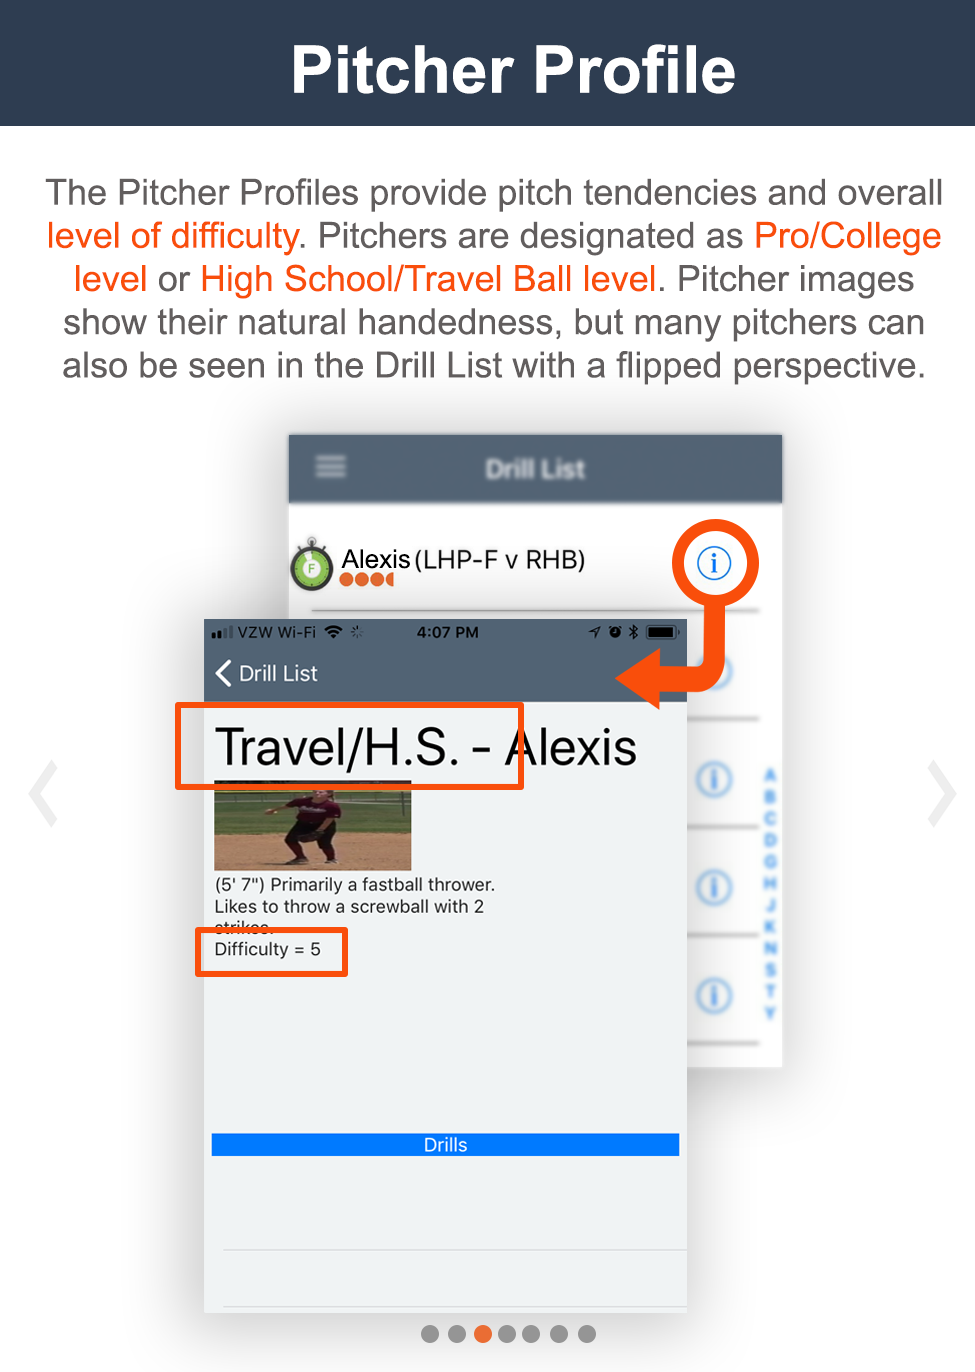 Pitcher Profile
The Pitcher Profiles provide pitch tendencies and overall
level of difficulty. Pitchers are designated as Pro/College
level or High School/Travel Ball level. Pitcher images
show their natural handedness, but many pitchers can
also be seen in the Drill List with a flipped perspective.
Drill List
F
Alexis (LHP-F v RHB)
i
VZW Wi-Fi 4:07 PM
Drill List
Travel/H.S. - Alexis
(5' 7") Primarily a fastball thrower.
Likes to throw a screwball with 2
strikes.
Difficulty = 5
Drills
i
i
i
A
B
C
D
G
H
J
K
N
S
T
Y